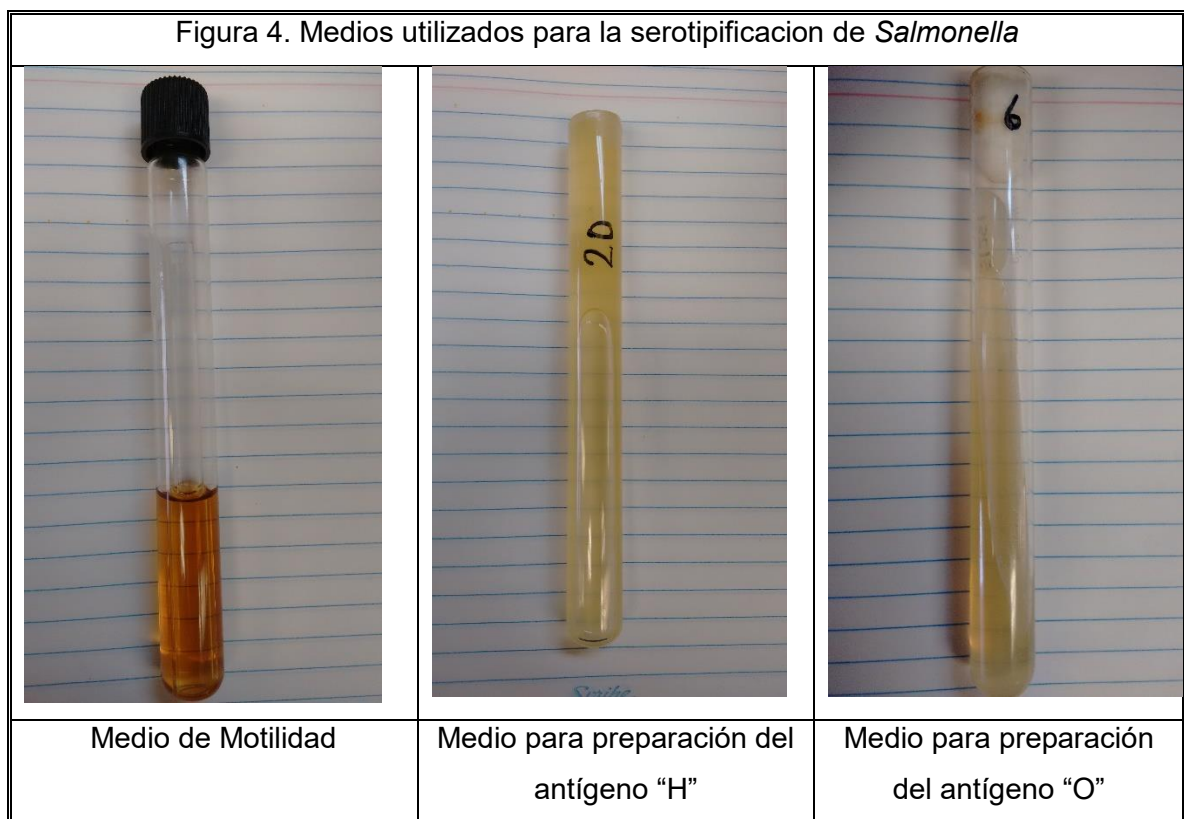 Figura 4. Medios utilizados para la serotipificacion de Salmonella
2D
6
Scribe
Medio de Motilidad
Medio para preparación del
antígeno “H”
Medio para preparación
del antígeno “O”